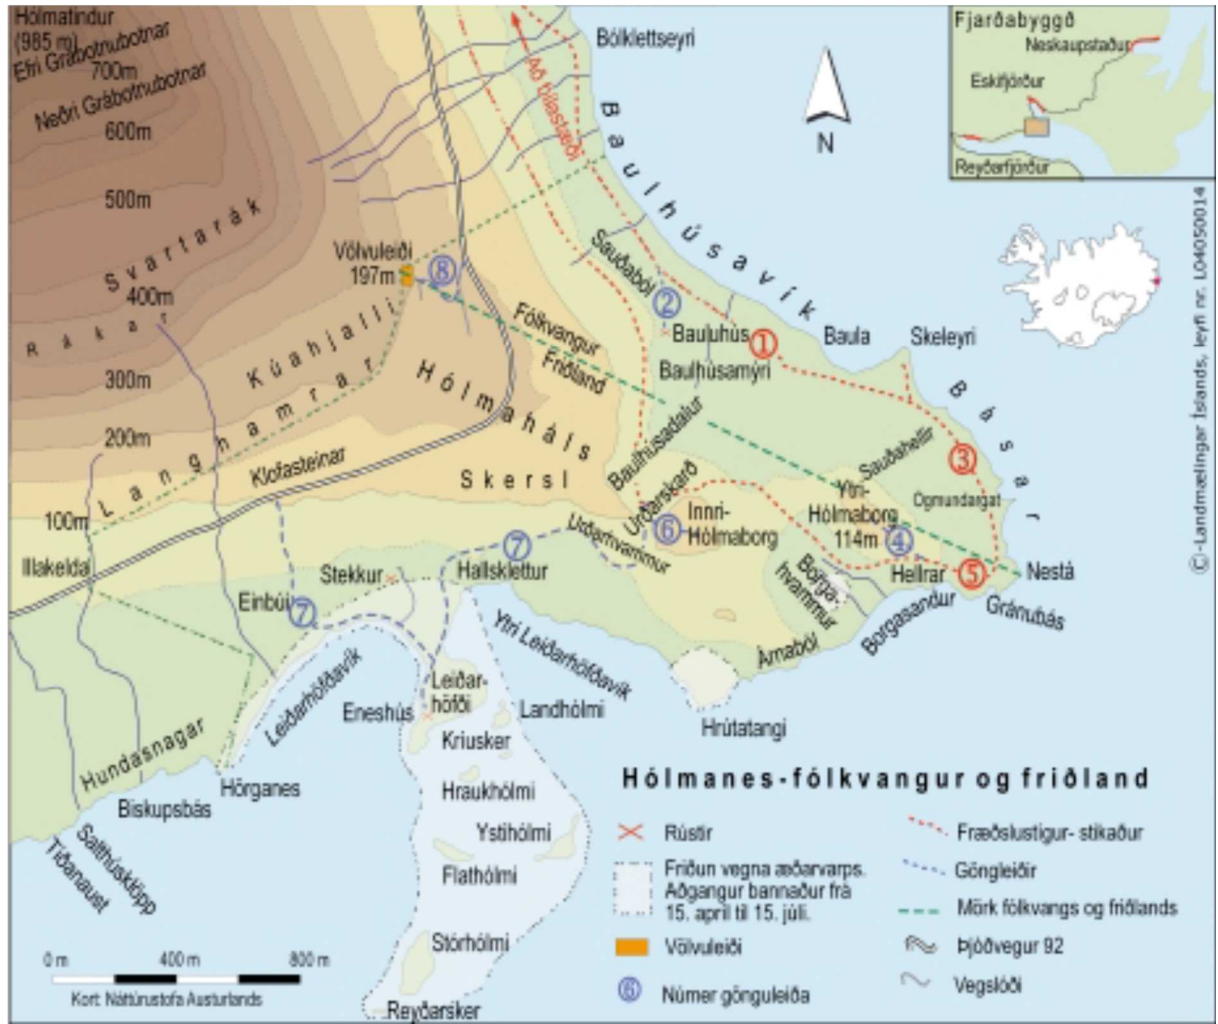 Hólmatindur
(985 m)
Efri Grábotnubotnar
700m
Neðri Grábotnubotnar
600m
500m
Svartarák
400m
Rákar
300m
200m
100m
Bólklettseyri
Að bílastæði
Baulhúsavík
N
Fjarðabyggð
Neskaupstaður
Eskifjörður
Reyðarfjörður
©-Landmælingar Íslands, leyfi nr. L04050014
Völvuleiði
197m
8
Sauðaból
2
Bauluhús
1
Baula
Skeleyri
Baulhúsamýri
Fólkvangur
Friðland
Kúahjalli
Langhamrar
Hólmaháls
Básar
Baulhúsadalur
Sauðahellir
3
Klofasteinar
Skersl
Urðarskarð
Ytri-
Hólmaborg
114m
4
Ögmundargat
Innri-
Hólmaborg
6
Urðarhvammur
7
Hallsklettur
Illakeldal
Stekkur
Einbúi
7
Borga-
hvammur
Hellrar
5
Nestá
Gránubás
Borgasandur
Árnaból
Ytri Leiðarhöfðavík
Leiðarhöfðavík
Leiðar-
höfði
Eneshús
Landhólmi
Hrútatangi
Kriusker
Hundasnagar
Hörganes
Biskupsbás
Hraukhólmi
Ystihólmi
Salthúsklöpp
Tíðanaust
Flathólmi
Stórhólmi
Reyðarsker
Hólmanes-fólkvangur og friðland
Rústir
Friðun vegna æðarvarps.
Aðgangur bannaður frá
15. apríl til 15. júlí.
Völvuleiði
6
Númer gönguleiða
Fræðslustígur- stikaður
Göngleiðir
Mörk fólkvangs og friðlands
Þjóðvegur 92
Vegslóði
0 m
400 m
800 m
Kort: Náttúrustofa Austurlands